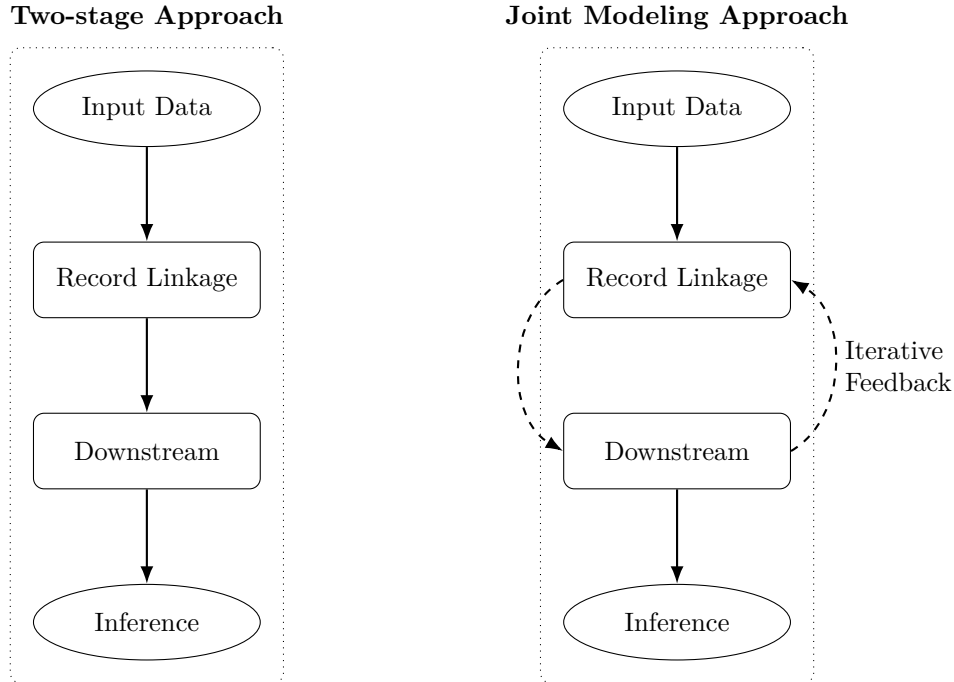 Two-stage Approach
Input Data
Record Linkage
Downstream
Inference
Joint Modeling Approach
Input Data
Record Linkage
Iterative
Feedback
Downstream
Inference